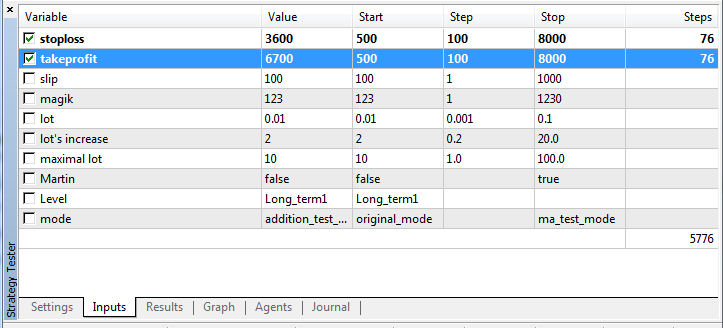 Variable Value Start Step Stop Steps
stoploss 3600 500 100 8000 76
takeprofit 6700 500 100 8000 76
slip 100 100 1 1000
magik 123 123 1 1230
lot 0.01 0.01 0.001 0.1
lot's increase 2 2 0.2 20.0
maximal lot 10 10 1.0 100.0
Martin false false true
Level Long_term1 Long_term1
mode addition_test_... original_mode ma_test_mode
5776
Strategy Tester
Settings Inputs Results Graph Agents Journal